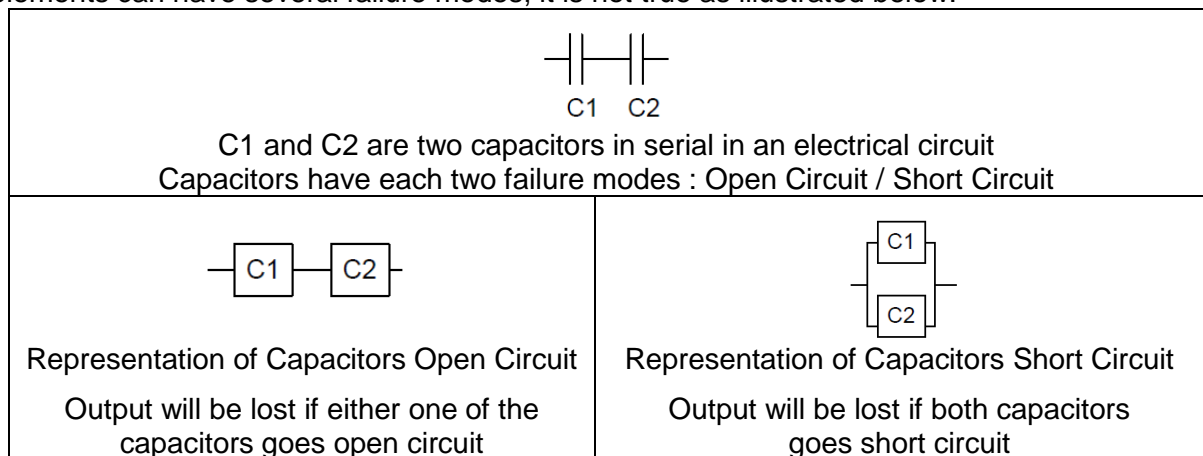 elements can have several failure modes, it is not true as illustrated below:
C1 C2
C1 and C2 are two capacitors in serial in an electrical circuit
Capacitors have each two failure modes : Open Circuit / Short Circuit
C1 C2
Representation of Capacitors Open Circuit
Output will be lost if either one of the
capacitors goes open circuit
C1
C2
Representation of Capacitors Short Circuit
Output will be lost if both capacitors
goes short circuit